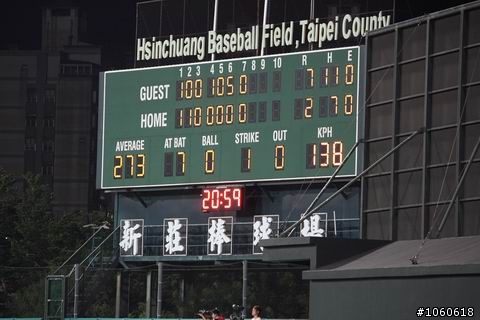 Hsinchuang Baseball Field, Taipei County
1 2 3 4 5 6 7 8 9 10 R H E
GUEST 1 0 0 1 0 5 0 7 11 0
HOME 1 1 0 0 0 0 0 2 7 0
AVERAGE AT BAT BALL STRIKE OUT KPH
273 7 0 1 0 138
20:59
新莊棒球場
#1060618